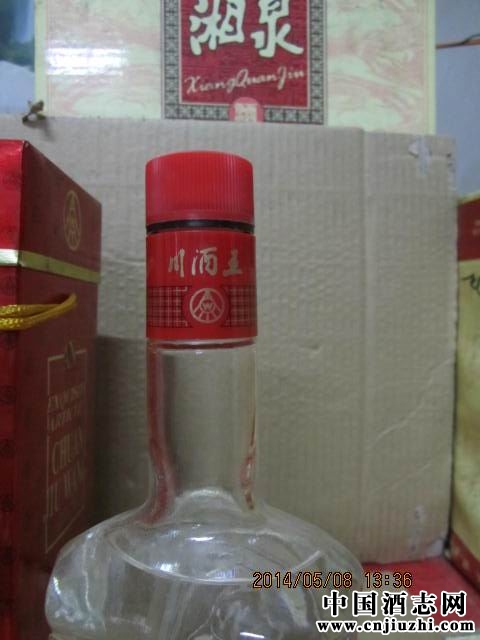 湘泉
XiangQuanJiu
川酒王
W
EXQUISITE
CHUAN
JIU WANG
2014/05/08 13:36
中国酒志网
www.cnjiuzhi.com